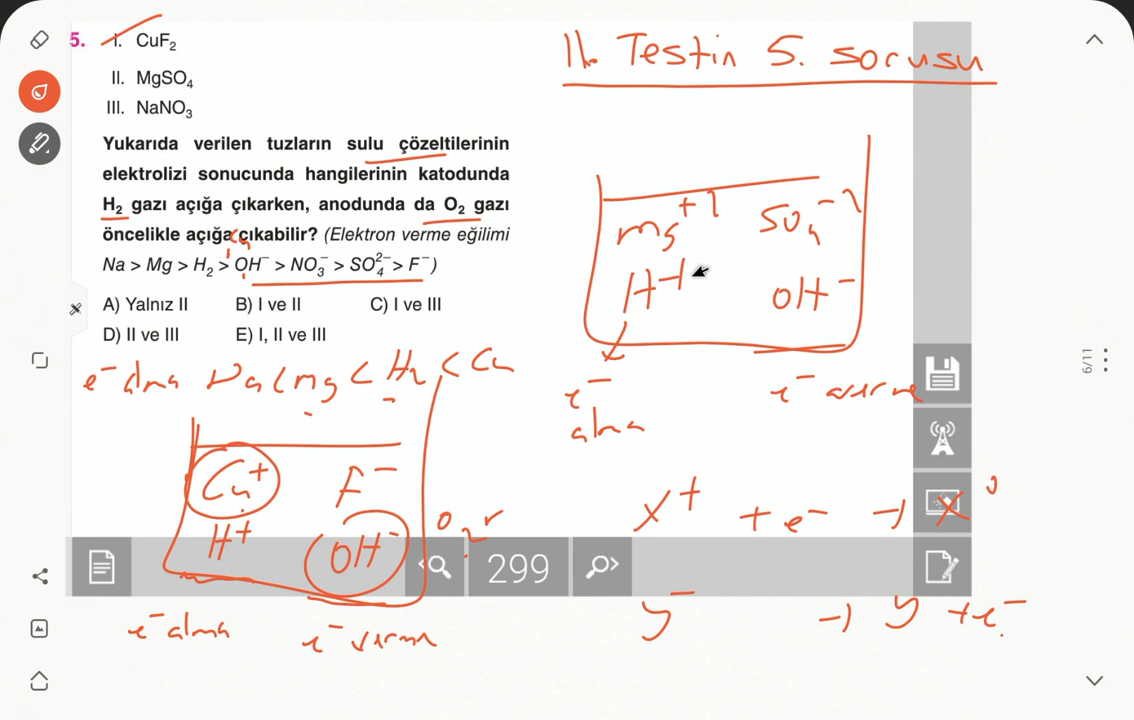 5. I. CuF₂
II. MgSO₄
III. NaNO₃
Yukarıda verilen tuzların sulu çözeltilerinin
elektrolizi sonucunda hangilerinin katodunda
H₂ gazı açığa çıkarken, anodunda da O₂ gazı
öncelikle açığa çıkabilir? (Elektron verme eğilimi
Cu
Na > Mg > H₂ > OH⁻ > NO₃⁻ > SO₄²⁻ > F⁻)
A) Yalnız II B) I ve II C) I ve III
D) II ve III E) I, II ve III
11. Testin 5. sorusu
Mg⁺² SO₄⁻²
H⁺ OH⁻
e⁻ alma e⁻ verme
e⁻ alma Na < Mg < H₂ < Cu
Cu⁺ F⁻
H⁺ OH⁻ O₂
e⁻ alma e⁻ verme
X⁺ + e⁻ → X⁰
y⁻ → y + e⁻
299
6/11